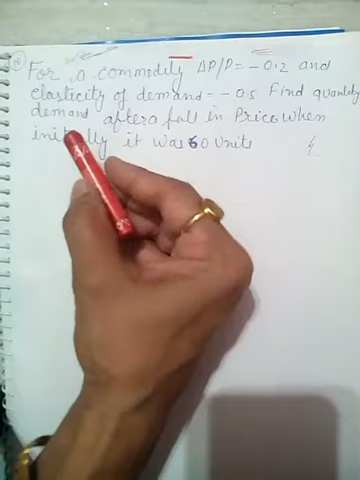 For a commodity ΔP/P = -0.2 and
elasticity of demand = -0.5 Find quantity
demand after a fall in Price when
initially it was 60 Units